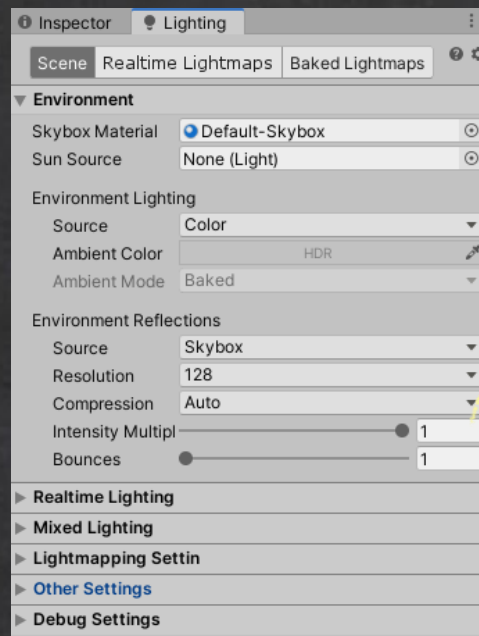 Inspector Lighting
Scene Realtime Lightmaps Baked Lightmaps
Environment
Skybox Material Default-Skybox
Sun Source None (Light)
Environment Lighting
Source Color
Ambient Color HDR
Ambient Mode Baked
Environment Reflections
Source Skybox
Resolution 128
Compression Auto
Intensity Multipl 1
Bounces 1
Realtime Lighting
Mixed Lighting
Lightmapping Settin
Other Settings
Debug Settings